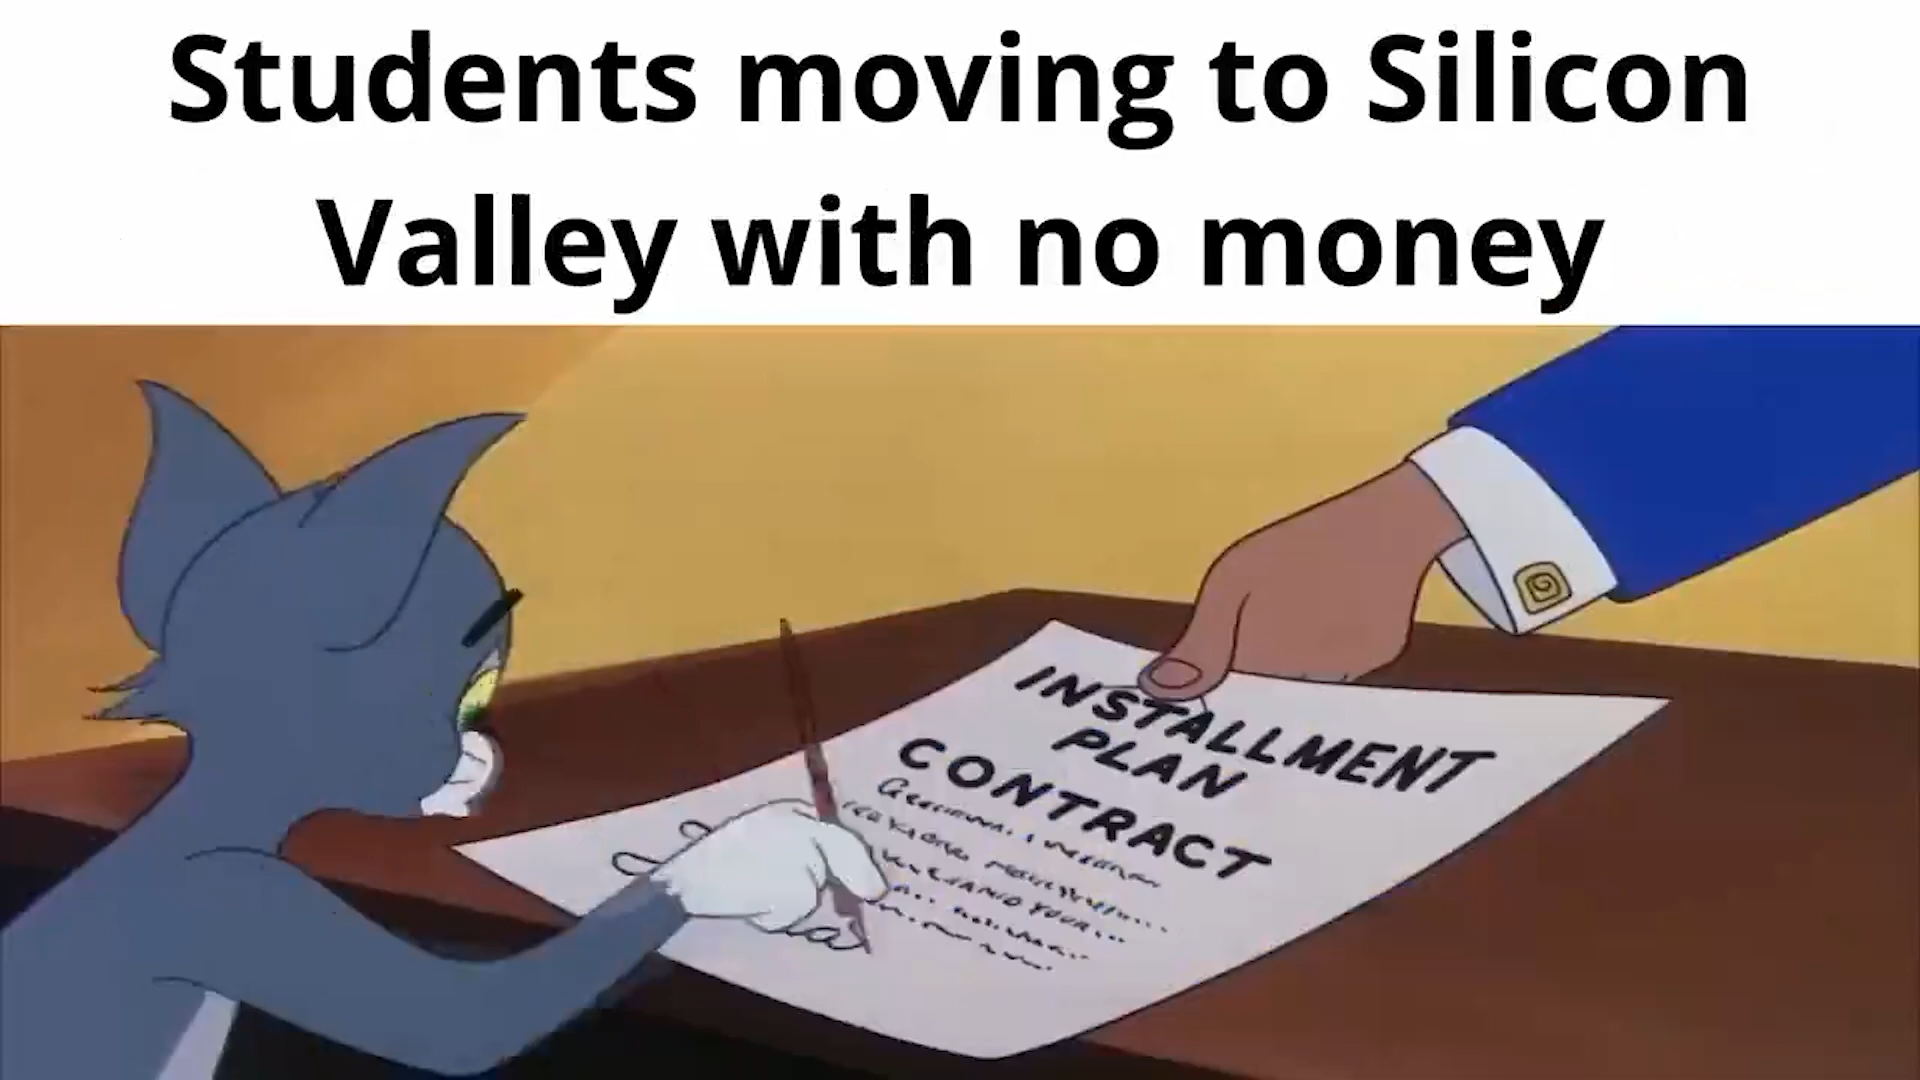 Students moving to Silicon
Valley with no money
INSTALLMENT
PLAN
CONTRACT